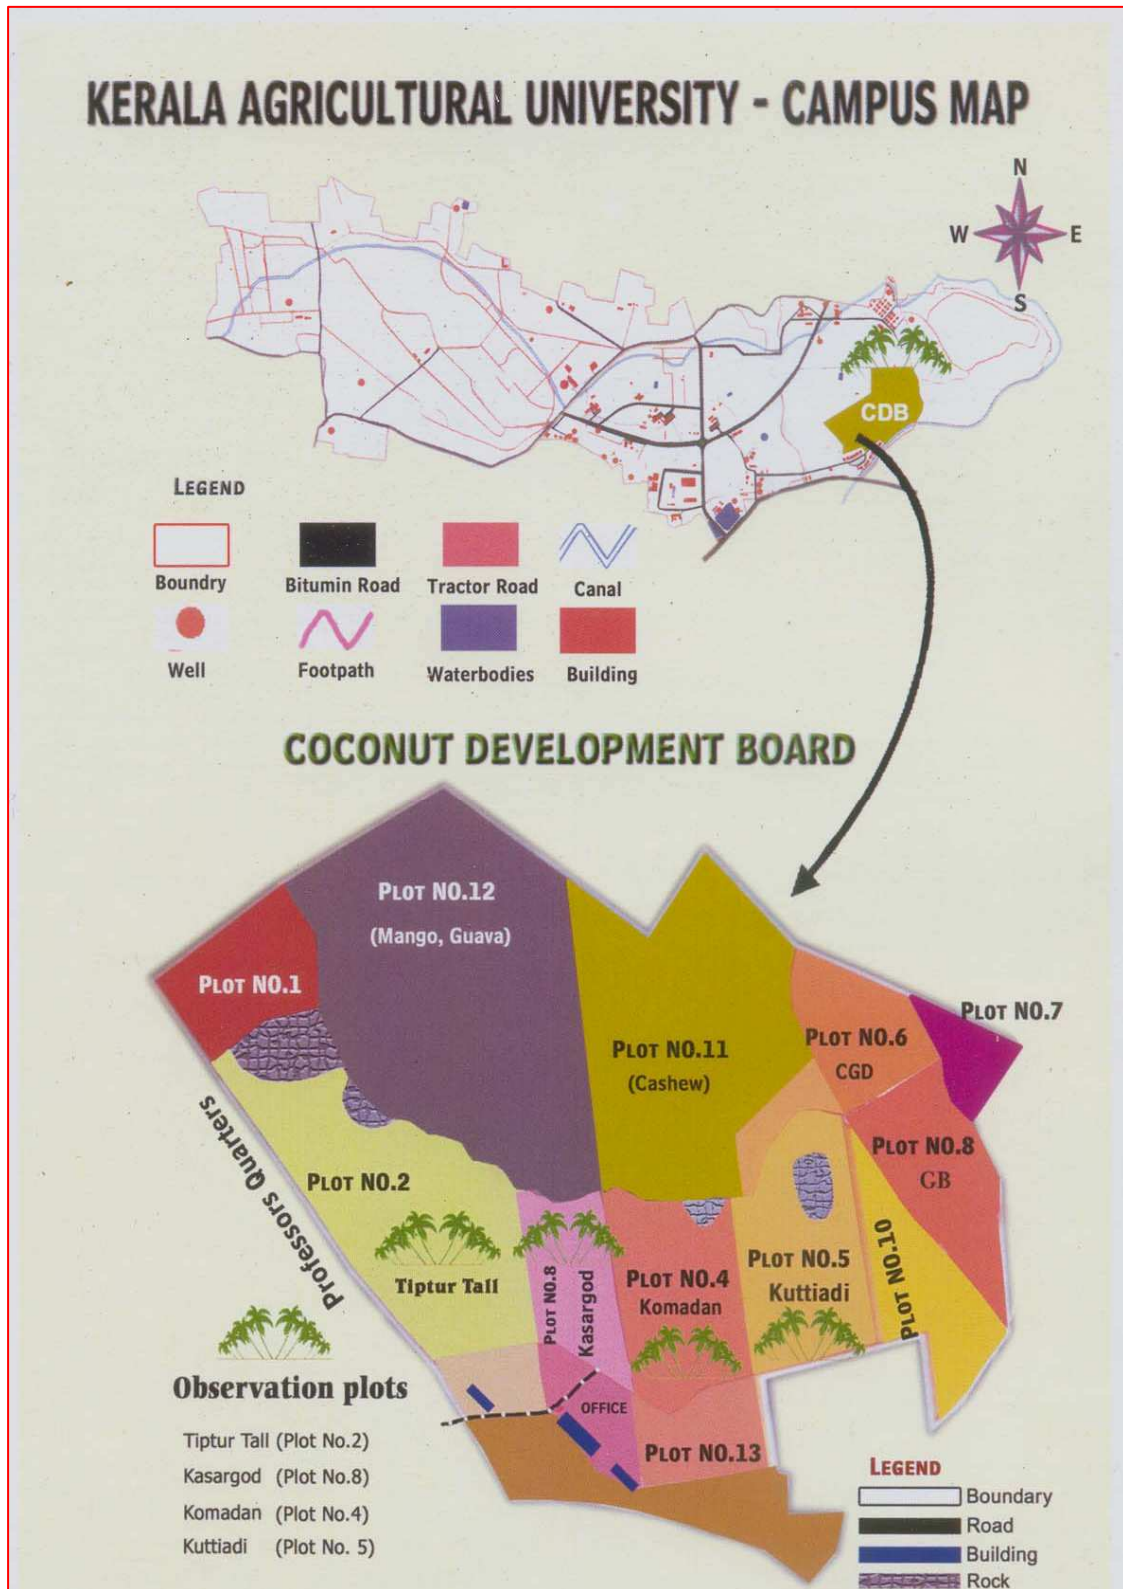 KERALA AGRICULTURAL UNIVERSITY - CAMPUS MAP
N
W E
S
CDB
LEGEND
Boundry Bitumin Road Tractor Road Canal
Well Footpath Waterbodies Building
COCONUT DEVELOPMENT BOARD
PLOT NO.12
(Mango, Guava)
PLOT NO.1
PLOT NO.7
PLOT NO.6
CGD
PLOT NO.11
(Cashew)
PLOT NO.8
GB
Professors Quarters
PLOT NO.2
Tiptur Tall
PLOT NO.8
Kasargod
PLOT NO.4
Komadan
PLOT NO.5
Kuttiadi
PLOT NO.10
OFFICE
PLOT NO.13
Observation plots
Tiptur Tall (Plot No.2)
Kasargod (Plot No.8)
Komadan (Plot No.4)
Kuttiadi (Plot No. 5)
LEGEND
Boundary
Road
Building
Rock